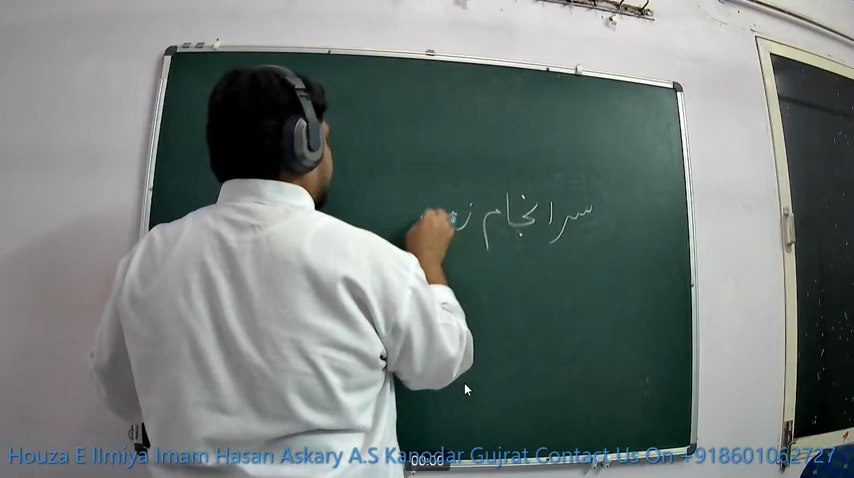 سرانجام
Houza E Ilmiya Imam Hasan Askary A.S Kanodar Gujrat Contact Us On +918601062727
00:00